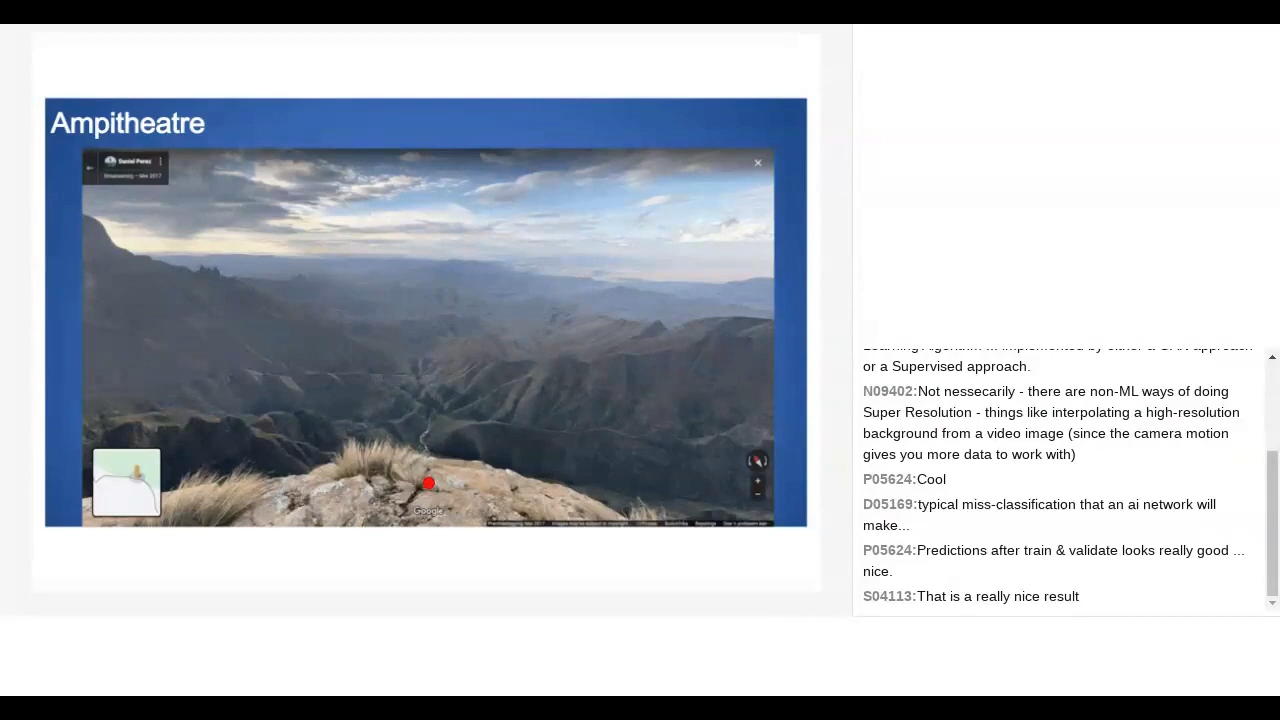 Ampitheatre
Daniel Perez
Google
or a Supervised approach.
N09402:Not nessecarily - there are non-ML ways of doing
Super Resolution - things like interpolating a high-resolution
background from a video image (since the camera motion
gives you more data to work with)
P05624:Cool
D05169:typical miss-classification that an ai network will
make...
P05624:Predictions after train & validate looks really good ...
nice.
S04113:That is a really nice result